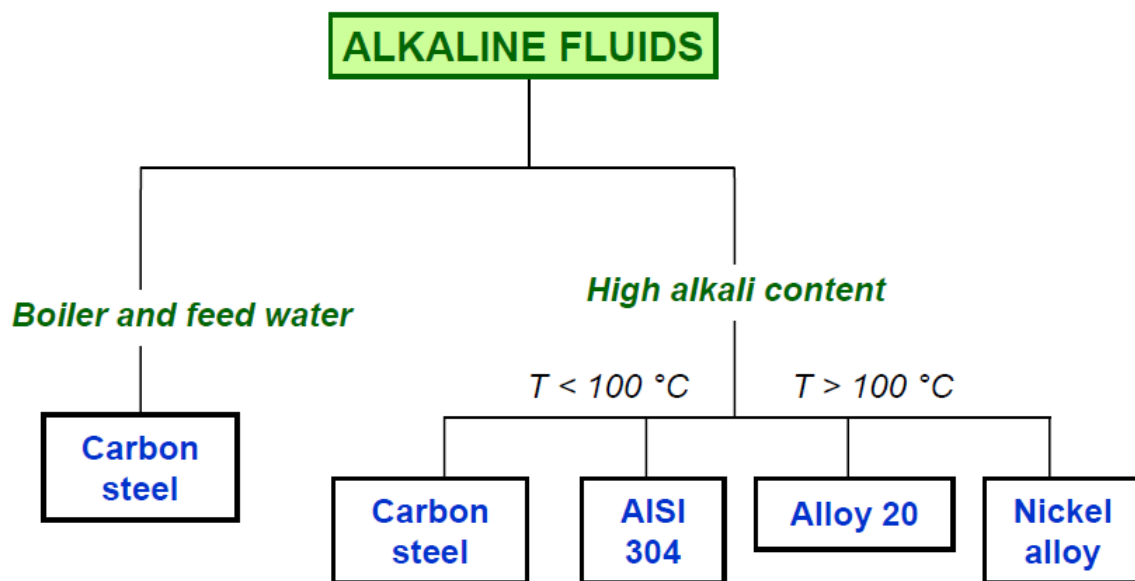 ALKALINE FLUIDS
Boiler and feed water
High alkali content
T < 100 °C
T > 100 °C
Carbon
steel
Carbon
steel
AISI
304
Alloy 20
Nickel
alloy